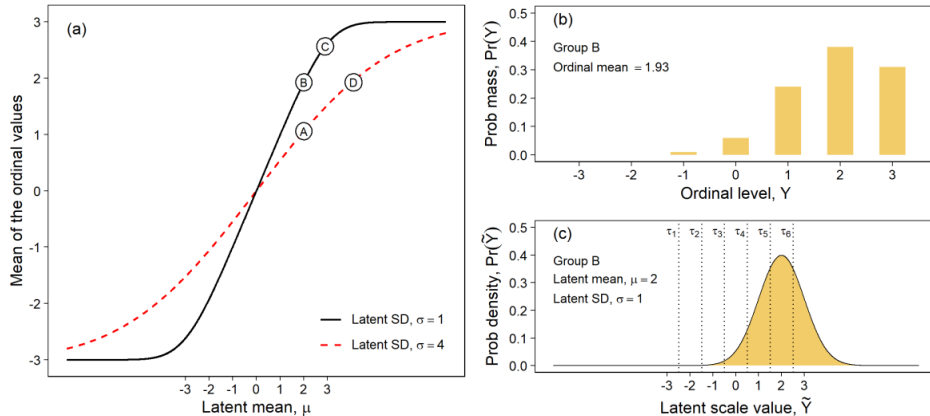 (a)
Mean of the ordinal values
3
2
1
0
-1
-2
-3
C
B
D
A
Latent SD, σ = 1
Latent SD, σ = 4
-3 -2 -1 0 1 2 3
Latent mean, μ
(b)
Prob mass, Pr(Y)
0.5
0.4
0.3
0.2
0.1
0.0
Group B
Ordinal mean = 1.93
-3 -2 -1 0 1 2 3
Ordinal level, Y
(c)
Prob density, Pr(Ỹ)
0.5
0.4
0.3
0.2
0.1
0.0
τ₁ τ₂ τ₃ τ₄ τ₅ τ₆
Group B
Latent mean, μ = 2
Latent SD, σ = 1
-3 -2 -1 0 1 2 3
Latent scale value, Ỹ